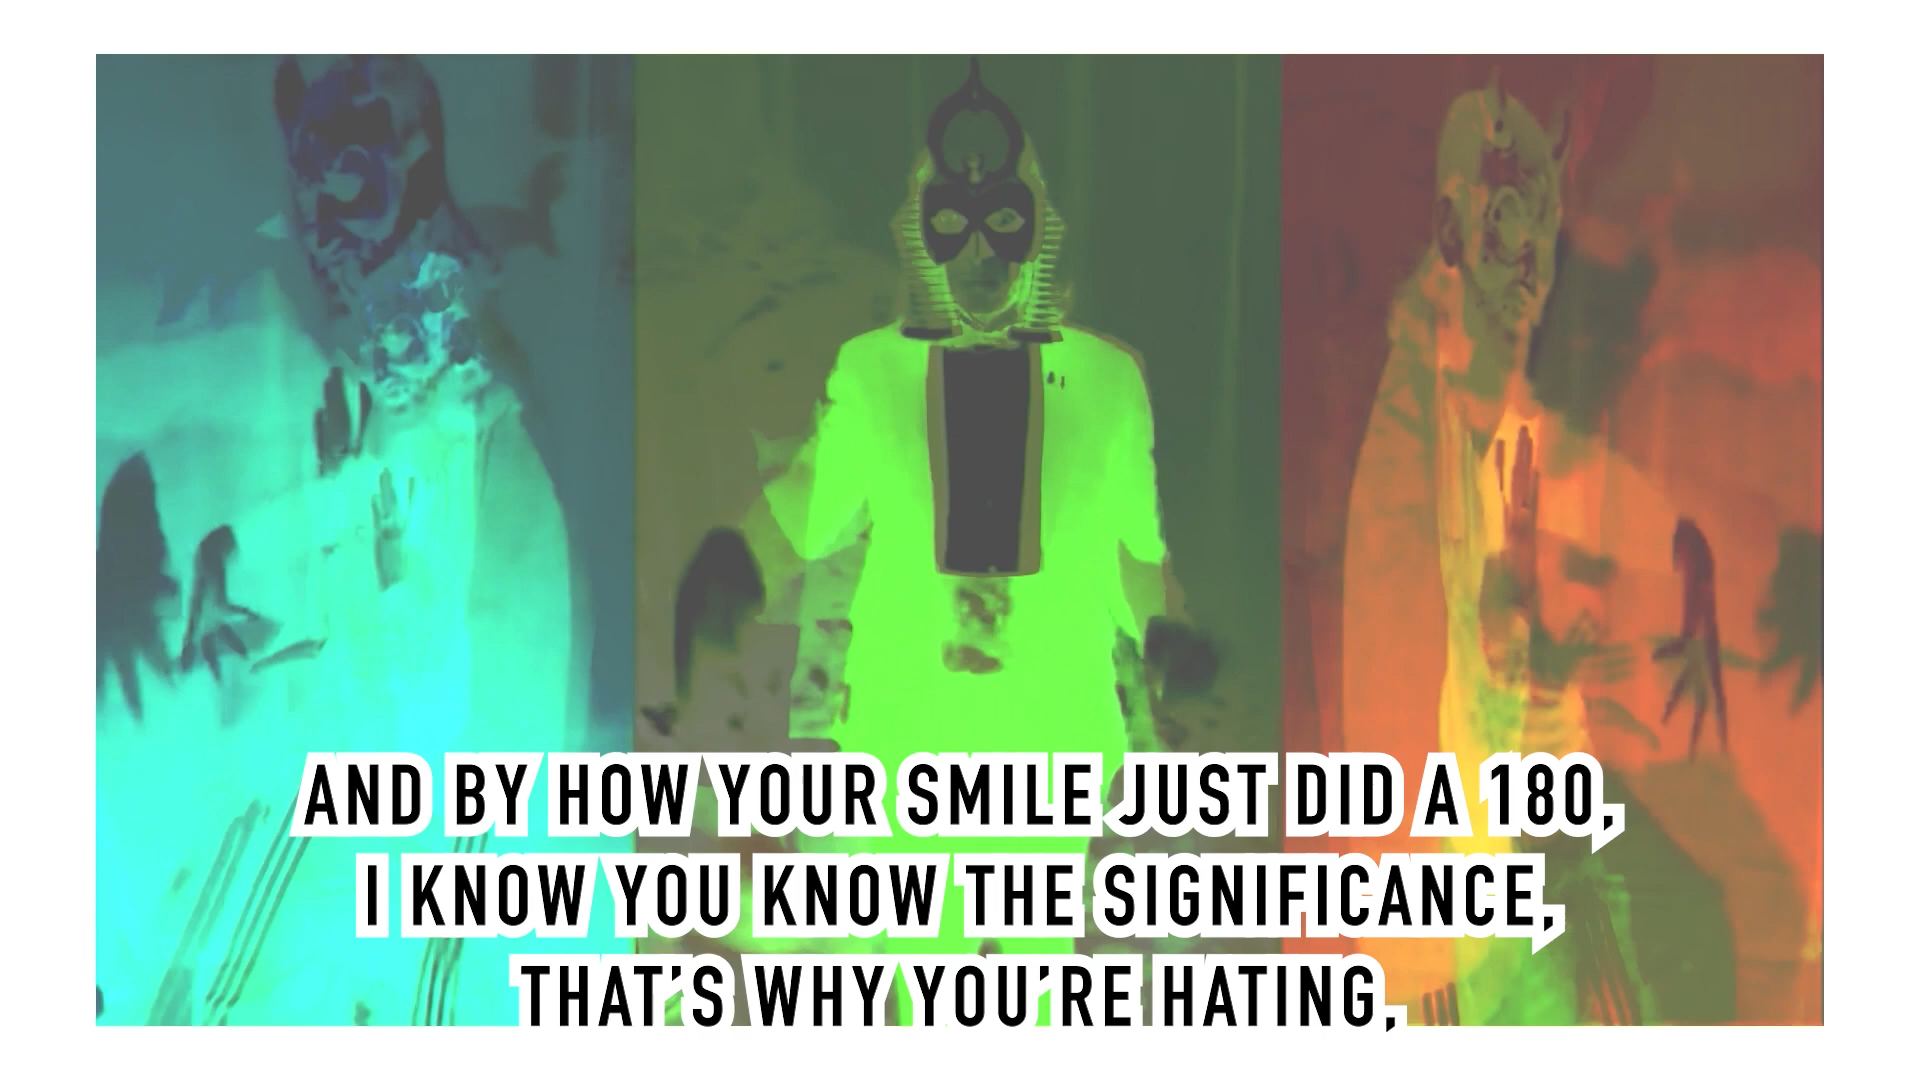 AND BY HOW YOUR SMILE JUST DID A 180,
I KNOW YOU KNOW THE SIGNIFICANCE,
THAT'S WHY YOU'RE HATING,